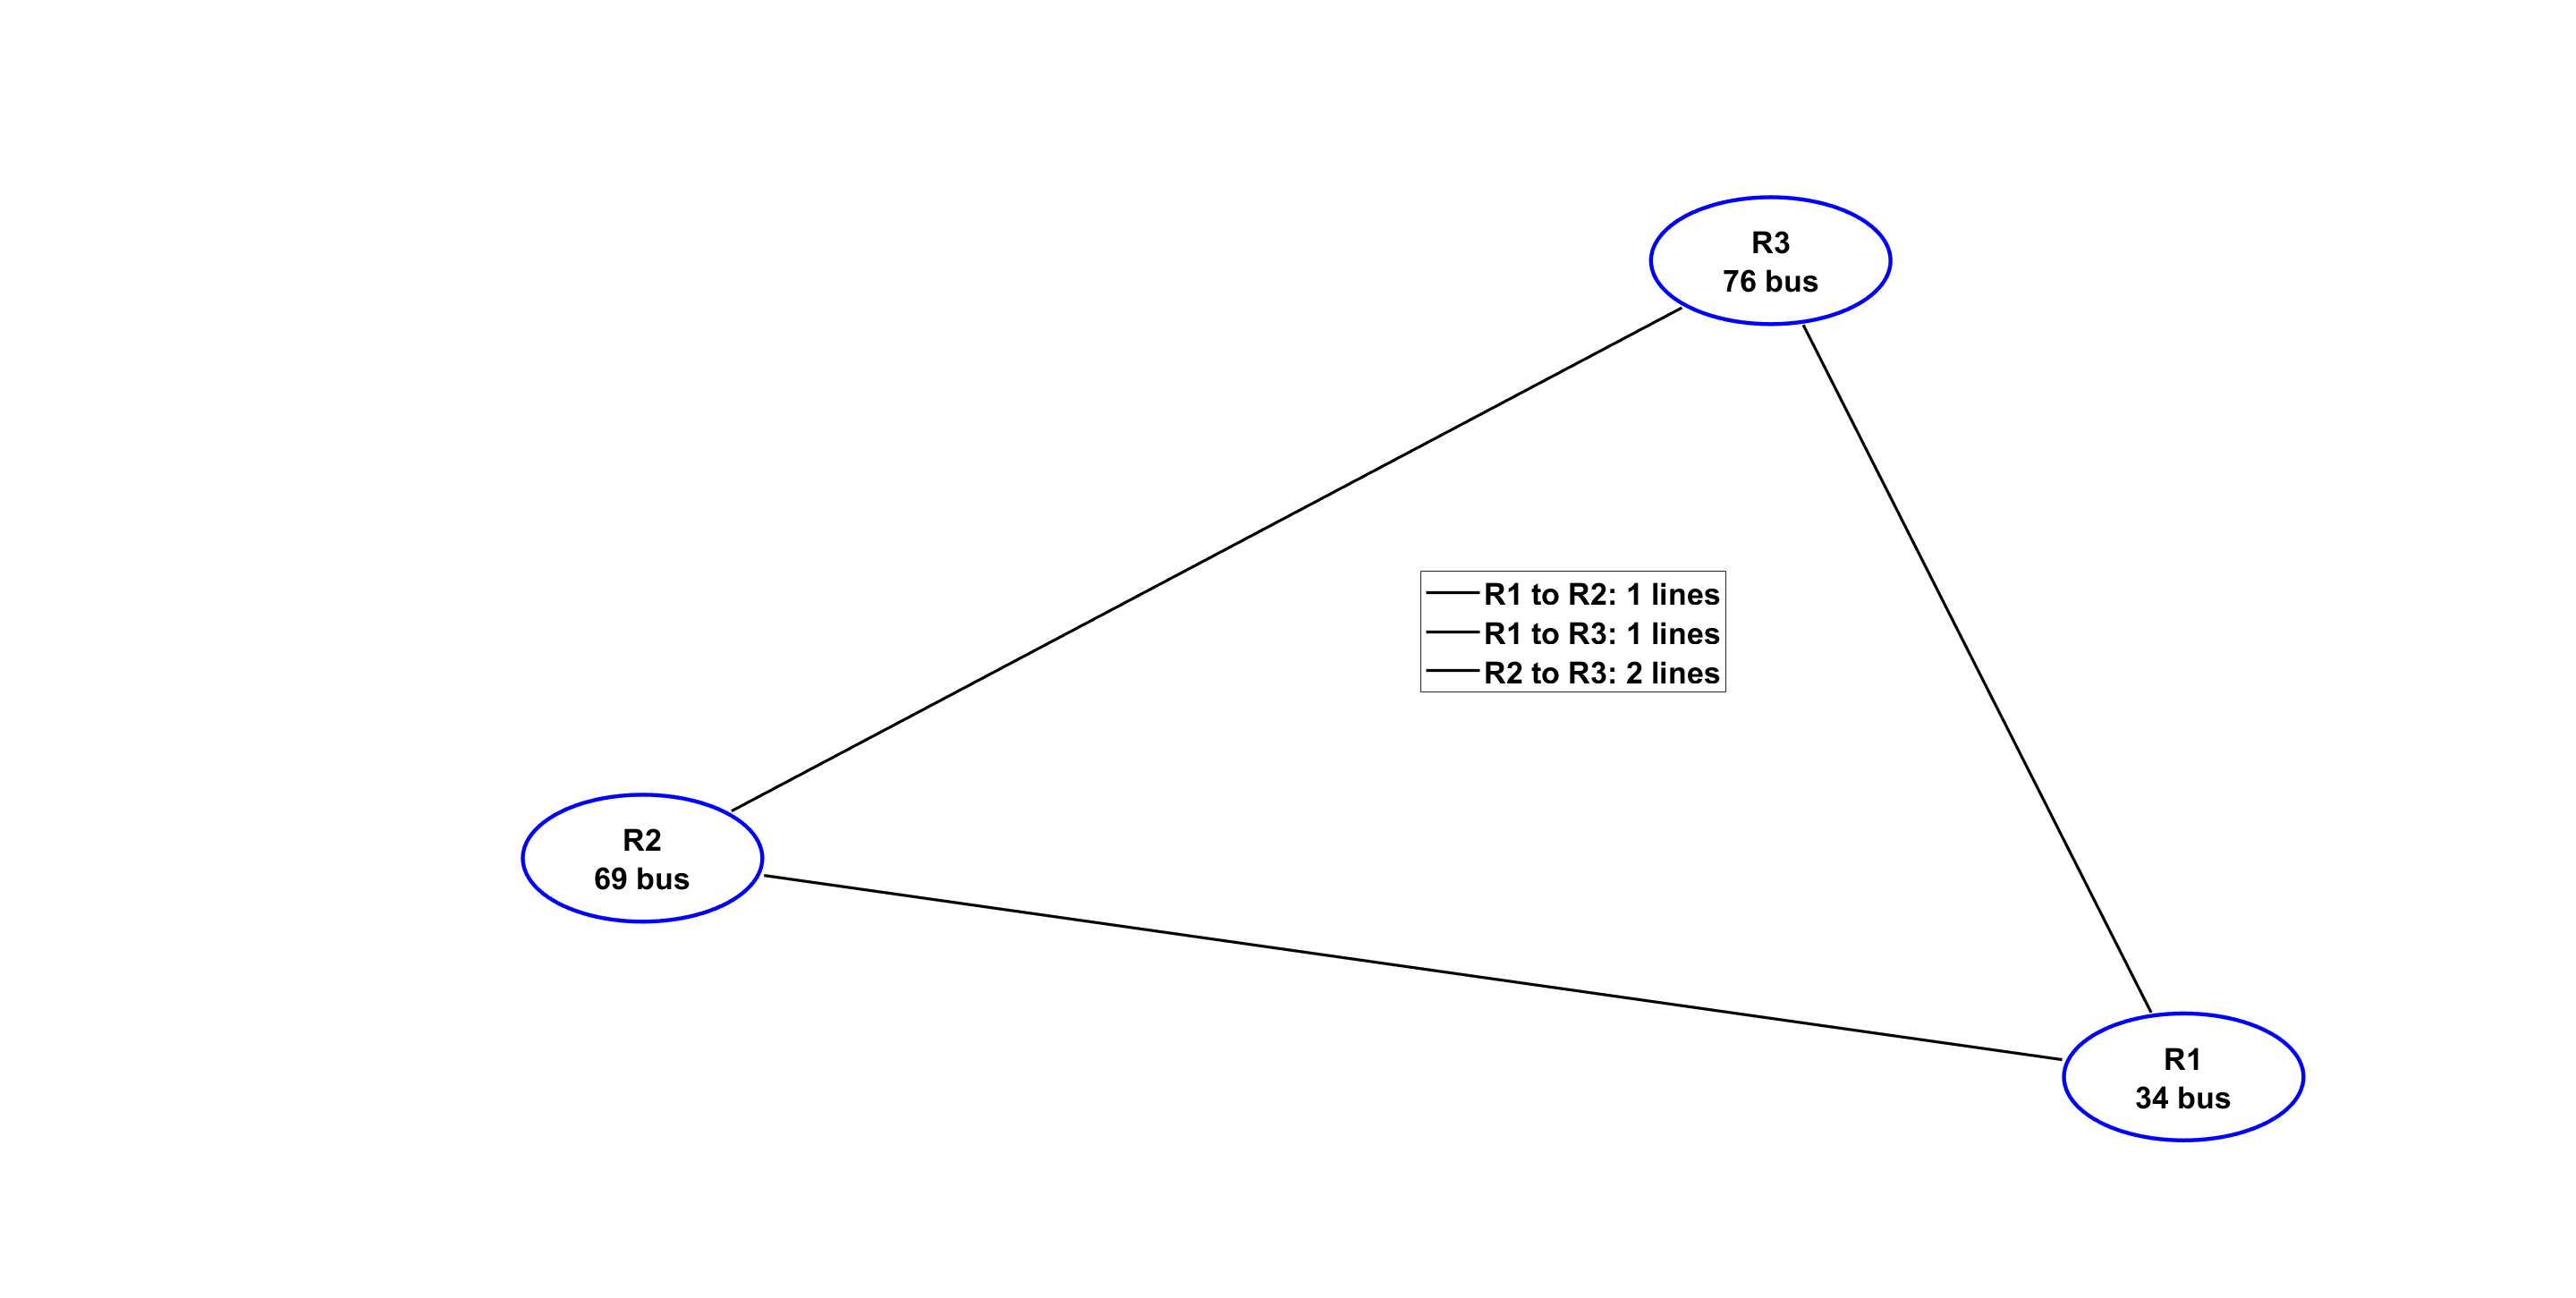 R3
76 bus
R1 to R2: 1 lines
R1 to R3: 1 lines
R2 to R3: 2 lines
R2
69 bus
R1
34 bus